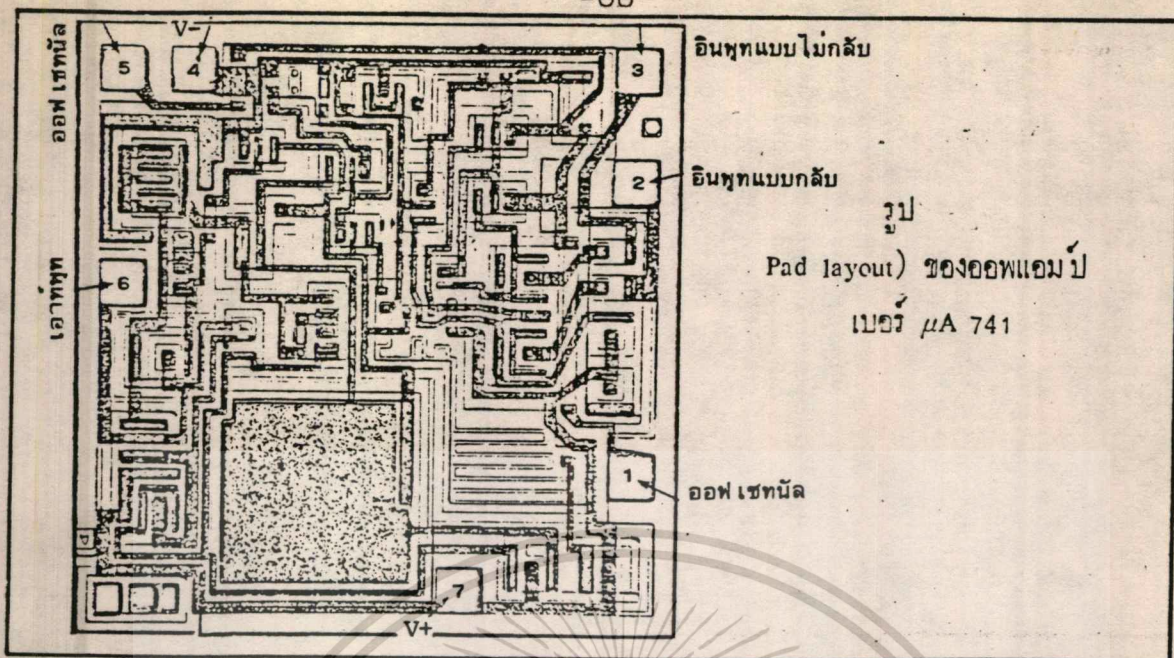 V-
5
4
3
อินพุทแบบไม่กลับ
ออฟเซทนัล
2
อินพุทแบบกลับ
รูป
Pad layout) ของออพแอมป์
เบอร์ μA 741
6
เอาท์พุท
1
ออฟเซทนัล
7
V+